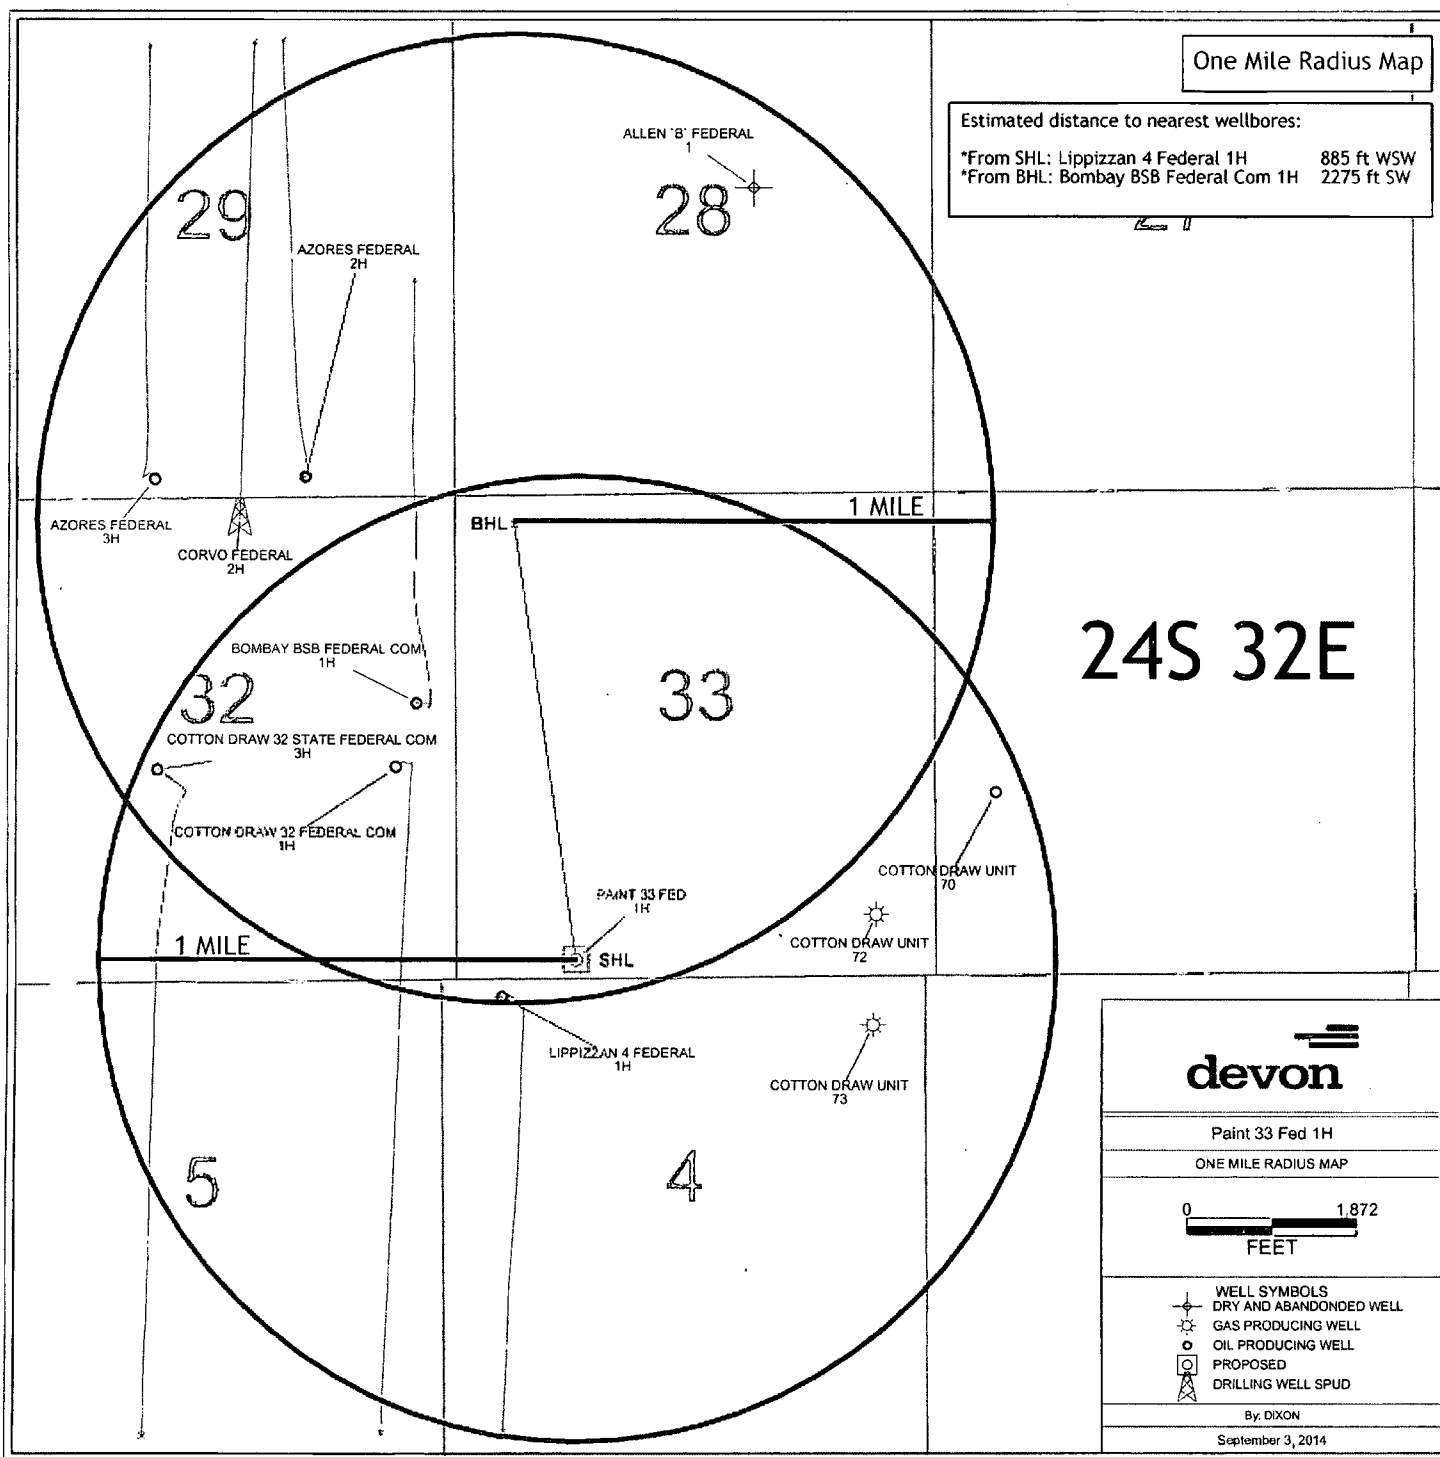 One Mile Radius Map
Estimated distance to nearest wellbores:
*From SHL: Lippizzan 4 Federal 1H 885 ft WSW
*From BHL: Bombay BSB Federal Com 1H 2275 ft SW
ALLEN 'B' FEDERAL
1
29
28
AZORES FEDERAL
2H
AZORES FEDERAL
3H
CORVO FEDERAL
2H
BHL
1 MILE
24S 32E
BOMBAY BSB FEDERAL COM
1H
32
33
COTTON DRAW 32 STATE FEDERAL COM
3H
COTTON DRAW 32 FEDERAL COM
1H
COTTON DRAW UNIT
70
PAINT 33 FED
1H
COTTON DRAW UNIT
72
1 MILE
SHL
LIPPIZZAN 4 FEDERAL
1H
COTTON DRAW UNIT
73
5
4
devon
Paint 33 Fed 1H
ONE MILE RADIUS MAP
0 1,872
FEET
WELL SYMBOLS
DRY AND ABANDONDED WELL
GAS PRODUCING WELL
OIL PRODUCING WELL
PROPOSED
DRILLING WELL SPUD
By: DIXON
September 3, 2014